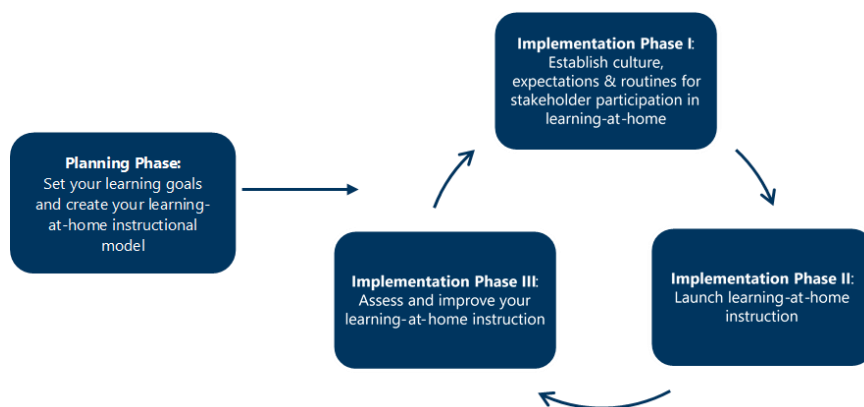 Implementation Phase I:
Establish culture,
expectations & routines for
stakeholder participation in
learning-at-home
Planning Phase:
Set your learning goals
and create your learning-
at-home instructional
model
Implementation Phase III:
Assess and improve your
learning-at-home instruction
Implementation Phase II:
Launch learning-at-home
instruction